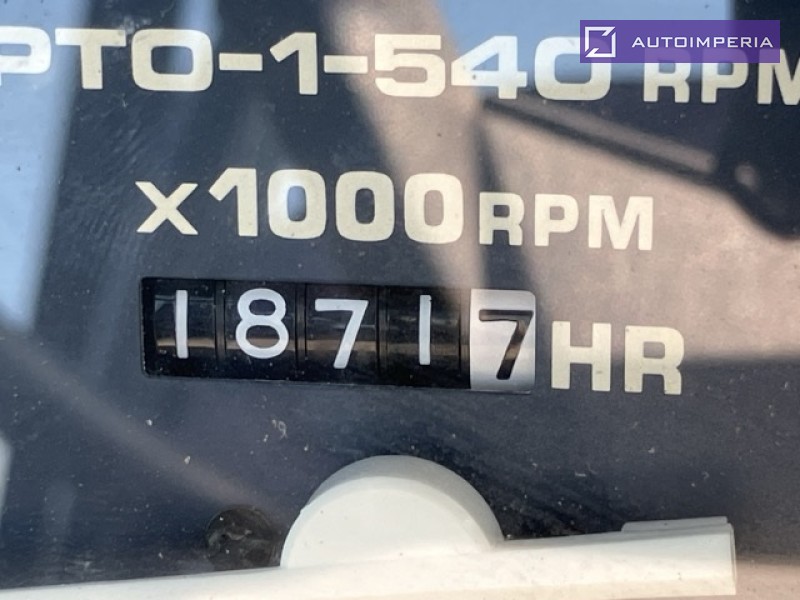 AUTOIMPERIA
PTO-1-540 RPM
x1000 RPM
18717 HR